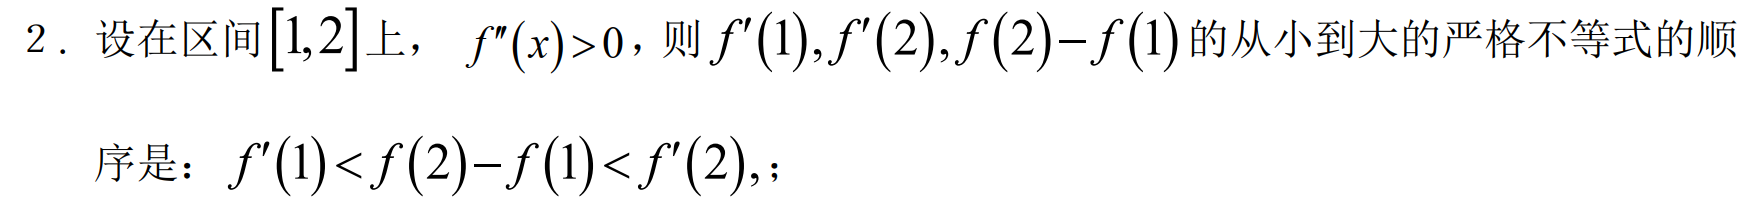 2. 设在区间[1,2]上， f″(x)>0，则 f′(1),f′(2),f(2)−f(1)的从小到大的严格不等式的顺
序是： f′(1)<f(2)−f(1)<f′(2),；